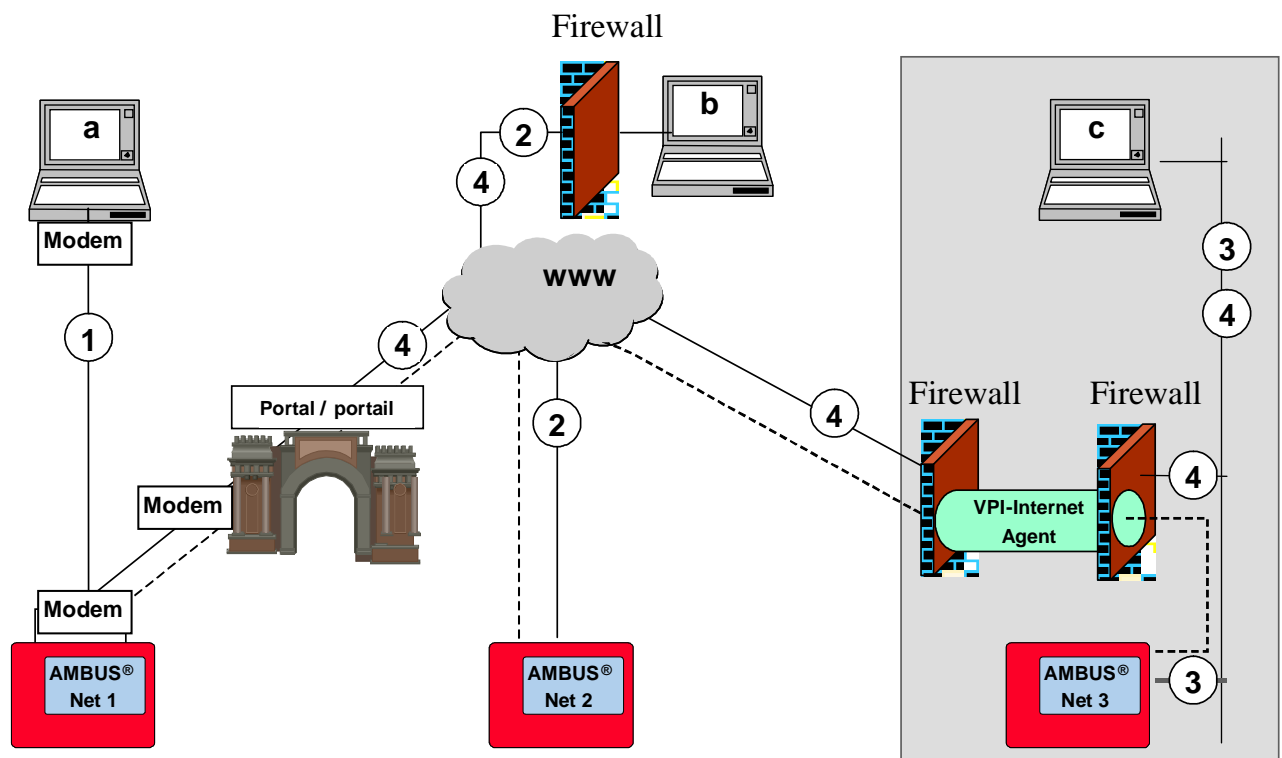 Firewall
a
b
c
2
4
Modem
www
3
1
4
4
Portal / portail
Firewall
Firewall
2
4
4
Modem
VPI-Internet
Agent
Modem
AMBUS®
Net 1
AMBUS®
Net 2
AMBUS®
Net 3
3